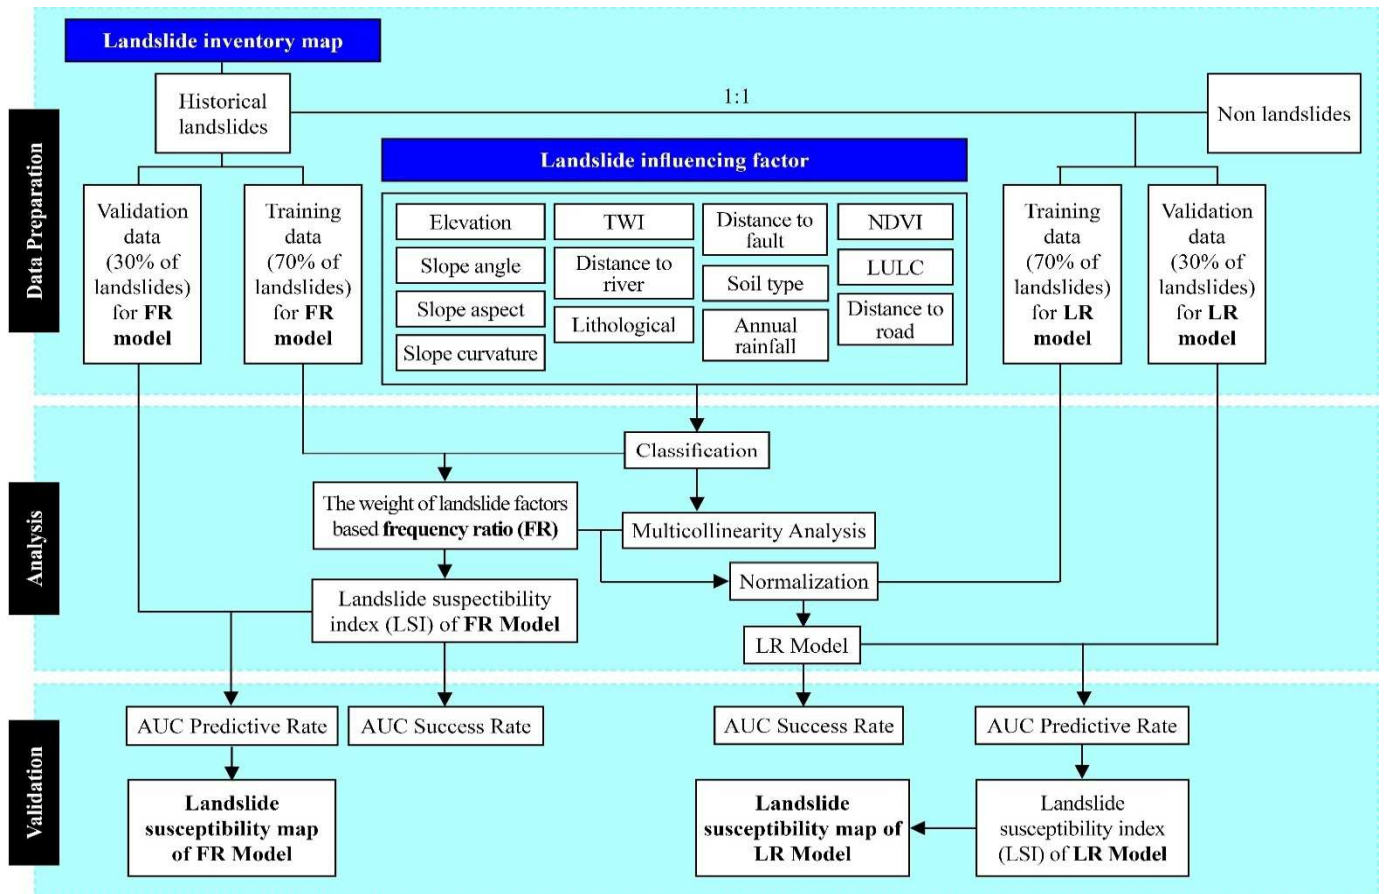 Landslide inventory map
Historical
landslides
1:1
Non landslides
Data Preparation
Landslide influencing factor
Validation
data
(30% of
landslides)
for FR
model
Training
data
(70% of
landslides)
for FR
model
Elevation
Slope angle
Slope aspect
Slope curvature
TWI
Distance to
river
Lithological
Distance to
fault
Soil type
Annual
rainfall
NDVI
LULC
Distance to
road
Training
data
(70% of
landslides)
for LR
model
Validation
data
(30% of
landslides)
for LR
model
Analysis
Classification
The weight of landslide factors
based frequency ratio (FR)
Multicollinearity Analysis
Normalization
Landslide suspectibility
index (LSI) of FR Model
LR Model
Validation
AUC Predictive Rate
AUC Success Rate
AUC Success Rate
AUC Predictive Rate
Landslide
susceptibility map
of FR Model
Landslide
susceptibility map of
LR Model
Landslide
susceptibility index
(LSI) of LR Model